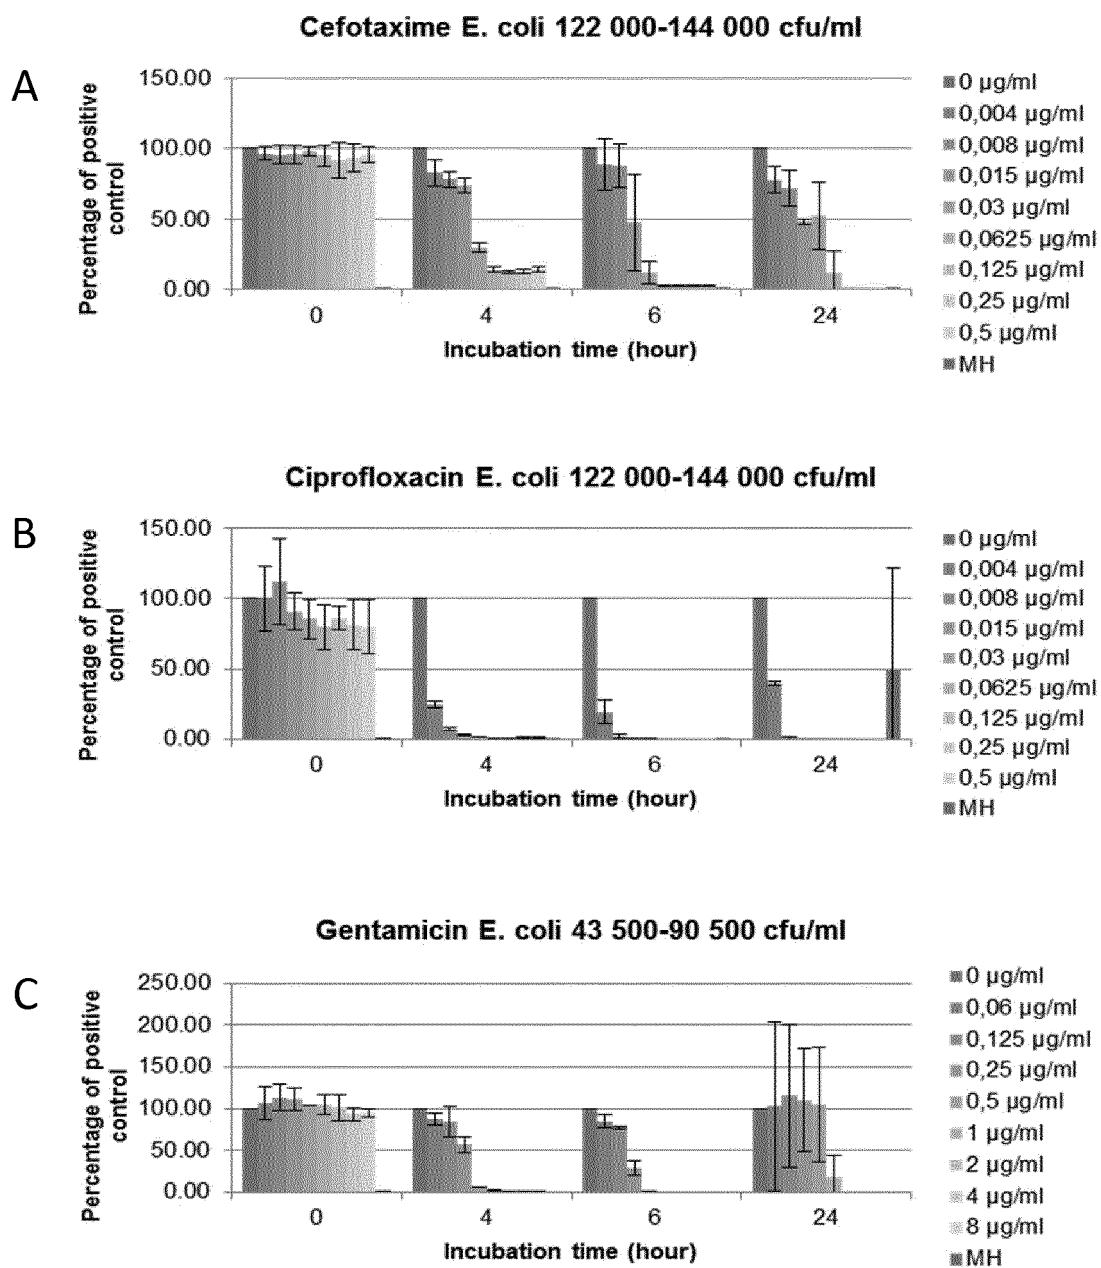 Cefotaxime E. coli 122 000-144 000 cfu/ml
A
Percentage of positive
control
150.00
100.00
50.00
0.00
0 4 6 24
Incubation time (hour)
0 µg/ml
0,004 µg/ml
0,008 µg/ml
0,015 µg/ml
0,03 µg/ml
0,0625 µg/ml
0,125 µg/ml
0,25 µg/ml
0,5 µg/ml
MH
Ciprofloxacin E. coli 122 000-144 000 cfu/ml
B
Percentage of positive
control
150.00
100.00
50.00
0.00
0 4 6 24
Incubation time (hour)
0 µg/ml
0,004 µg/ml
0,008 µg/ml
0,015 µg/ml
0,03 µg/ml
0,0625 µg/ml
0,125 µg/ml
0,25 µg/ml
0,5 µg/ml
MH
Gentamicin E. coli 43 500-90 500 cfu/ml
C
Percentage of positive
control
250.00
200.00
150.00
100.00
50.00
0.00
0 4 6 24
Incubation time (hour)
0 µg/ml
0,06 µg/ml
0,125 µg/ml
0,25 µg/ml
0,5 µg/ml
1 µg/ml
2 µg/ml
4 µg/ml
8 µg/ml
MH